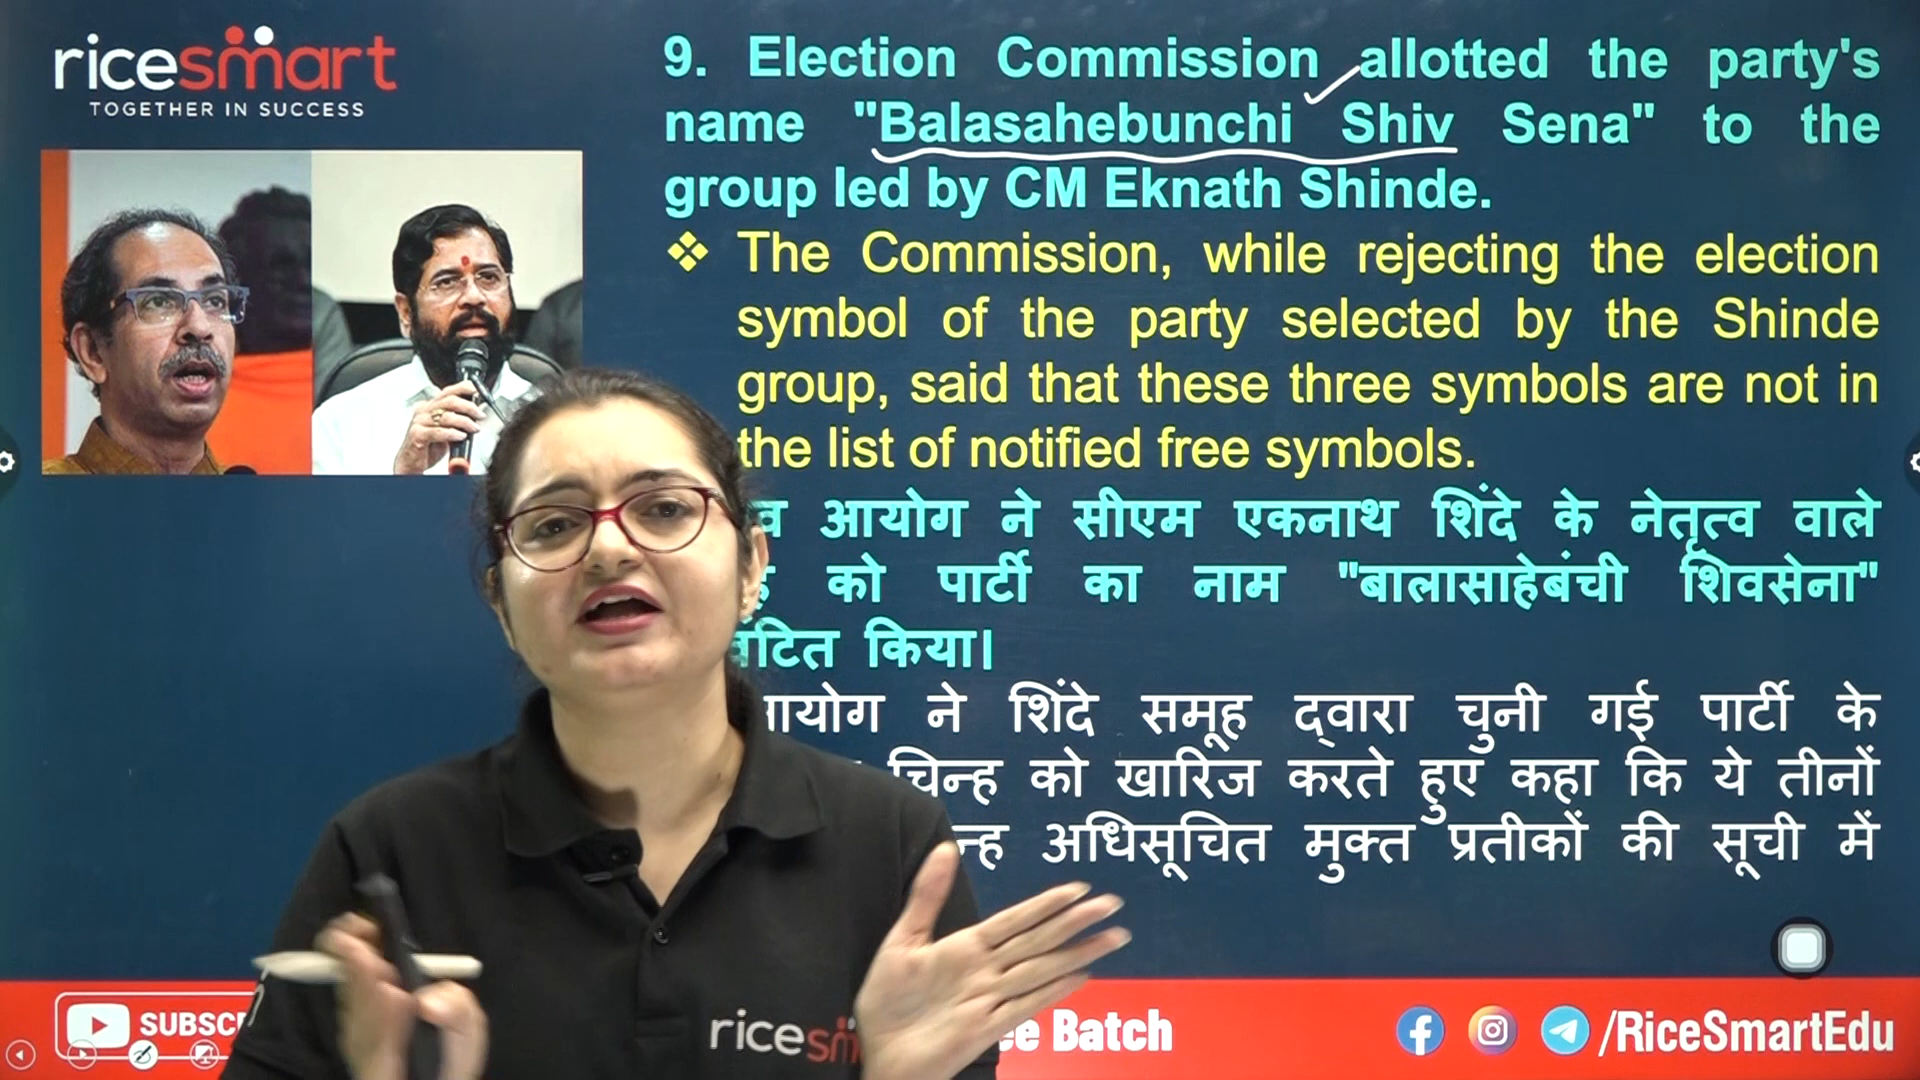 ricesmart
TOGETHER IN SUCCESS
9. Election Commission allotted the party's
name "Balasahebunchi Shiv Sena" to the
group led by CM Eknath Shinde.
❖ The Commission, while rejecting the election
symbol of the party selected by the Shinde
group, said that these three symbols are not in
the list of notified free symbols.
आयोग ने सीएम एकनाथ शिंदे के नेतृत्व वाले
को पार्टी का नाम "बालासाहेबंची शिवसेना"
किया।
ने शिंदे समूह द्वारा चुनी गई पार्टी के
चिन्ह को खारिज करते हुए कहा कि ये तीनों
अधिसूचित मुक्त प्रतीकों की सूची में
rice
Batch
/RiceSmartEdu